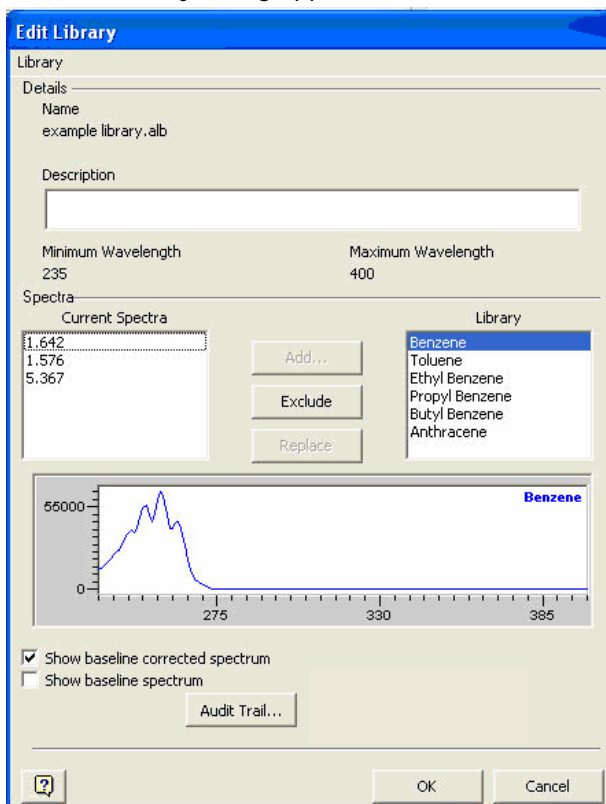 Edit Library
Library
Details
Name
example library.alb
Description
Minimum Wavelength Maximum Wavelength
235 400
Spectra
Current Spectra Library
1.642
1.576
5.367
Add...
Exclude
Replace
Benzene
Toluene
Ethyl Benzene
Propyl Benzene
Butyl Benzene
Anthracene
55000
Benzene
0
275 330 385
Show baseline corrected spectrum
Show baseline spectrum
Audit Trail...
? OK Cancel